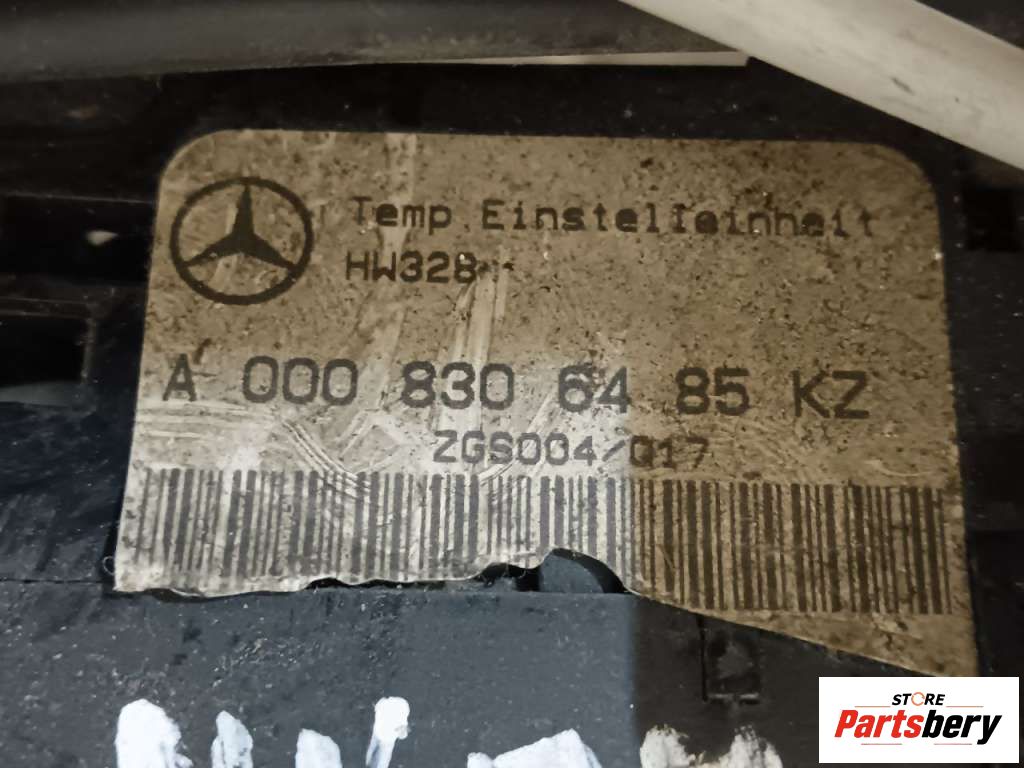 Temp.Einstelleinheit
HW328
A 000 830 64 85 KZ
ZGS004/017
STORE
Partsbery